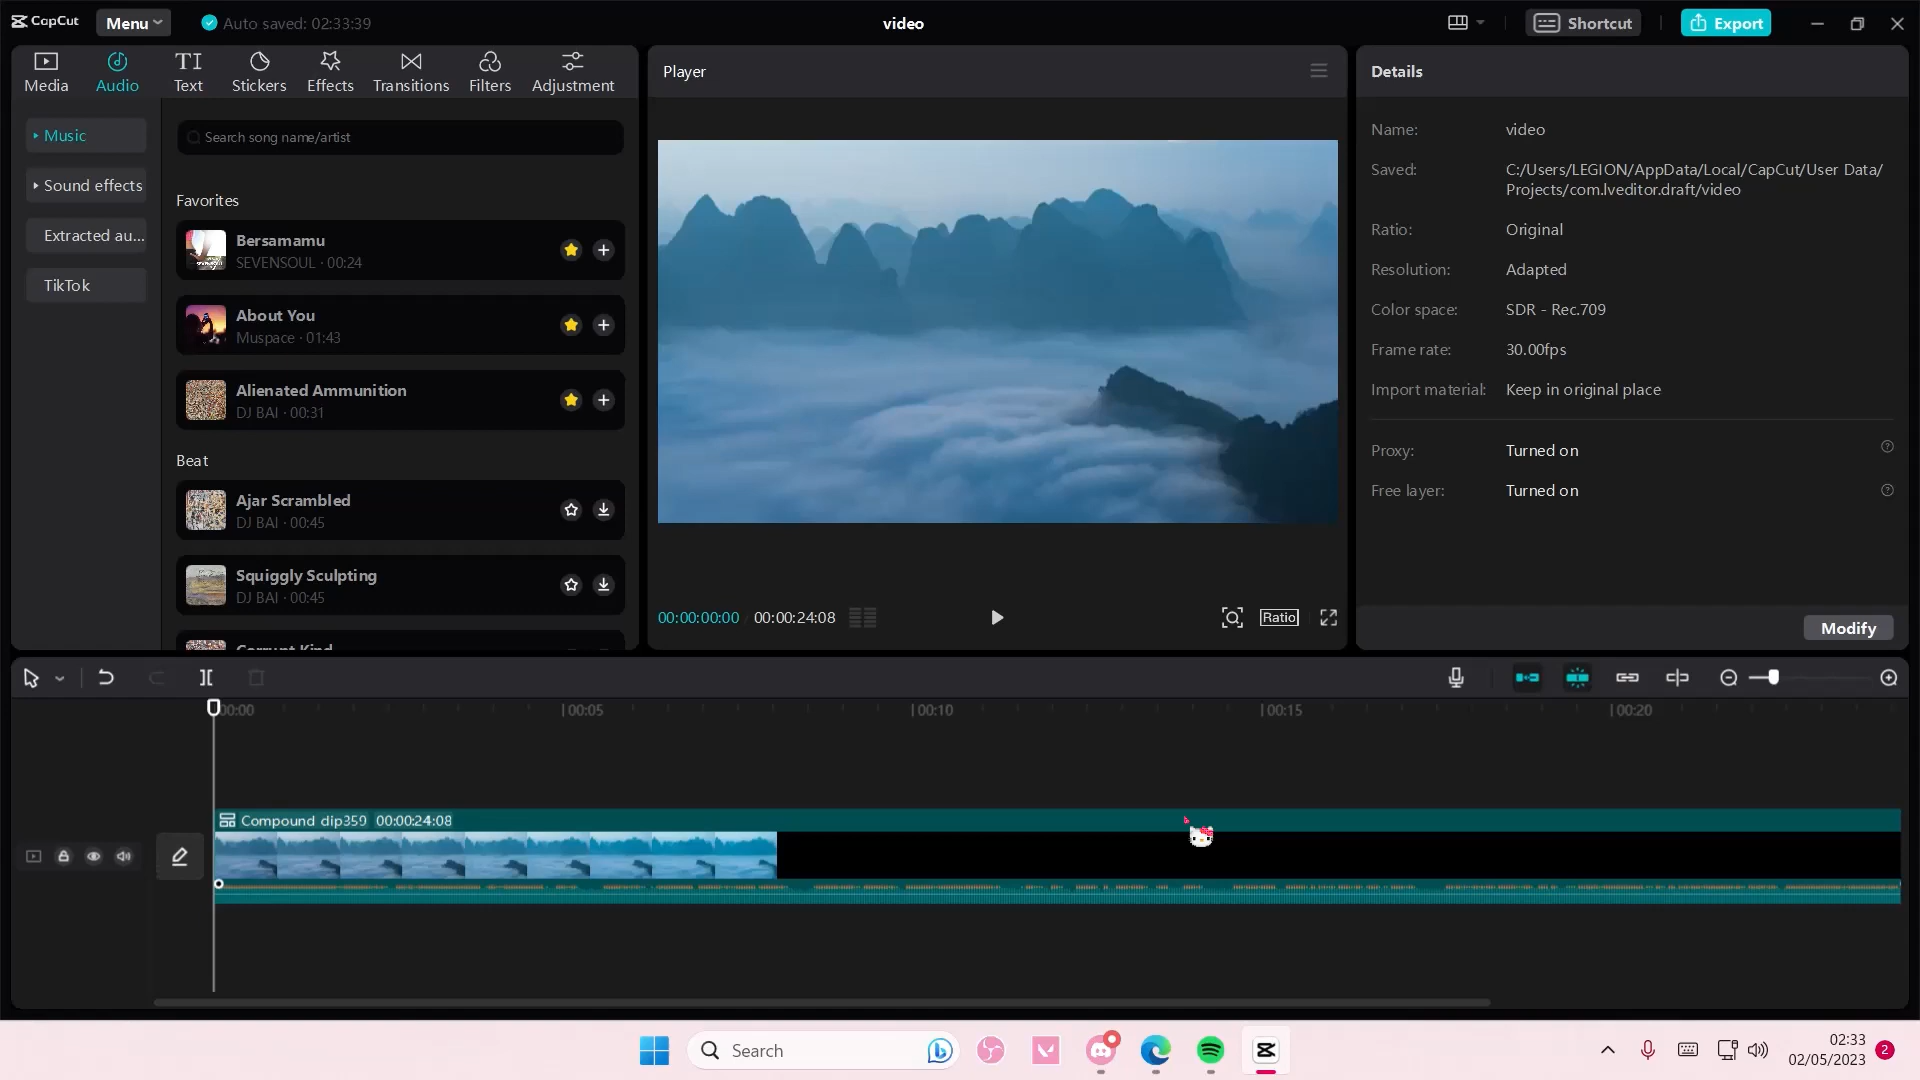 CapCut
Menu
Auto saved: 02:33:39
video
Shortcut
Export
Media
Audio
Text
Stickers
Effects
Transitions
Filters
Adjustment
Player
Details
Music
Sound effects
Extracted au...
TikTok
Search song name/artist
Favorites
Bersamamu
SEVENSOUL · 00:24
About You
Muspace · 01:43
Alienated Ammunition
DJ BAI · 00:31
Beat
Ajar Scrambled
DJ BAI · 00:45
Squiggly Sculpting
DJ BAI · 00:45
Corrupt Kind
00:00:00:00
00:00:24:08
Ratio
Name: video
Saved: C:/Users/LEGION/AppData/Local/CapCut/User Data/
Projects/com.lveditor.draft/video
Ratio: Original
Resolution: Adapted
Color space: SDR - Rec.709
Frame rate: 30.00fps
Import material: Keep in original place
Proxy: Turned on
Free layer: Turned on
Modify
00:00
00:05
00:10
00:15
00:20
Compound clip359 00:00:24:08
Search
02:33
02/05/2023
2